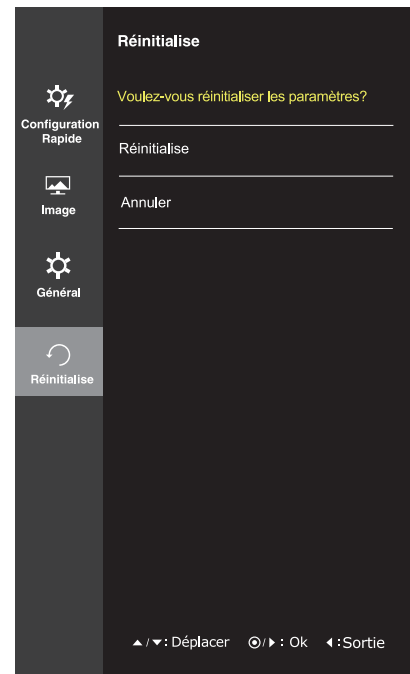 Réinitialise
Voulez-vous réinitialiser les paramètres?
Réinitialise
Annuler
Configuration
Rapide
Image
Général
Réinitialise
▲/▼: Déplacer ⦿/▶: Ok ◀:Sortie